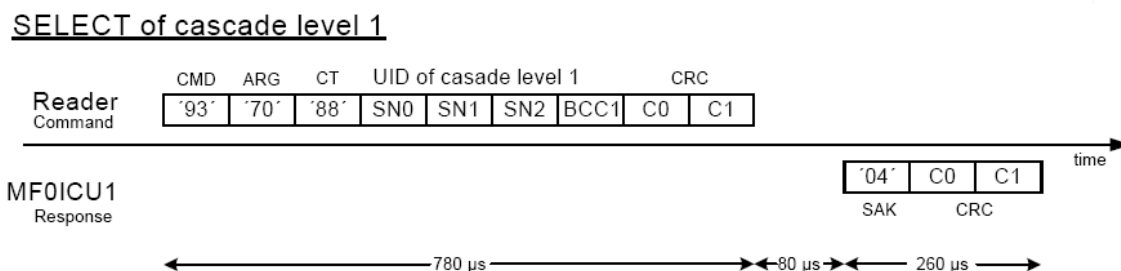 SELECT of cascade level 1
CMD ARG CT UID of casade level 1 CRC
Reader ´93´ ´70´ ´88´ SN0 SN1 SN2 BCC1 C0 C1
Command
time
MF0ICU1 ´04´ C0 C1
Response SAK CRC
780 µs 80 µs 260 µs